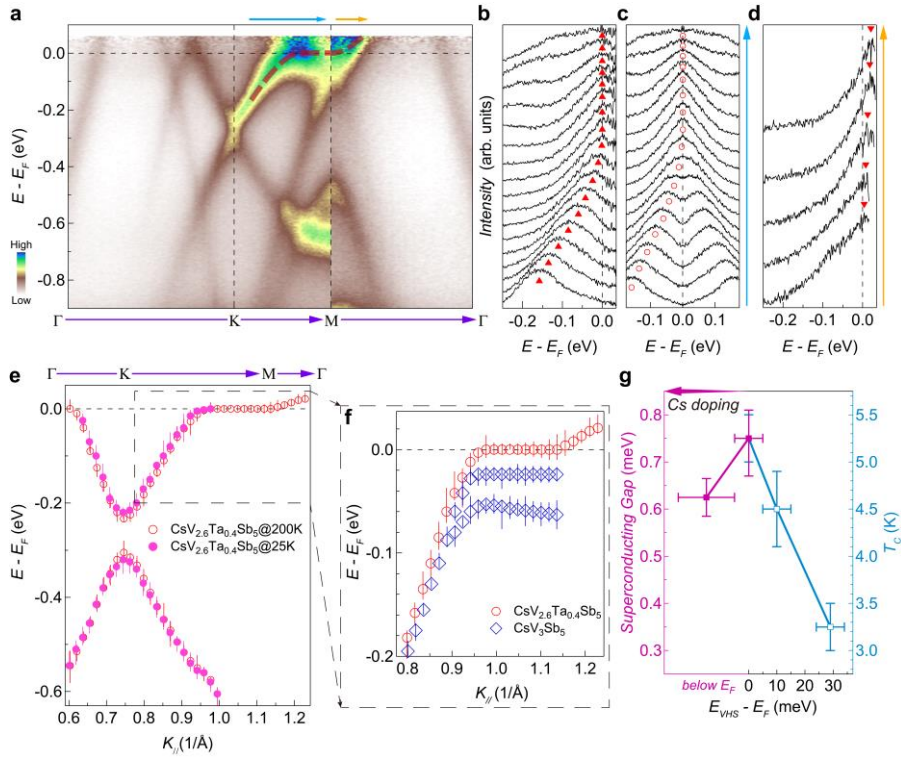 a
E - E_F (eV)
0.0
-0.2
-0.4
-0.6
-0.8
High
Low
Γ K M Γ
b
Intensity (arb. units)
-0.2 0.0
E - E_F (eV)
c
-0.1 0.0 0.1
E - E_F (eV)
d
-0.2 -0.1 0.0
E - E_F (eV)
e
Γ K M Γ
E - E_F (eV)
0.0
-0.2
-0.4
-0.6
CsV₂.₆Ta₀.₄Sb₅@200K
CsV₂.₆Ta₀.₄Sb₅@25K
0.6 0.7 0.8 0.9 1.0 1.1 1.2
K_//(1/Å)
f
E - E_F (eV)
-0.0
-0.1
-0.2
CsV₂.₆Ta₀.₄Sb₅
CsV₃Sb₅
0.8 0.9 1.0 1.1 1.2
K_//(1/Å)
g
Cs doping
Superconducting Gap (meV)
0.8
0.7
0.6
0.5
0.4
0.3
T_C (K)
5.5
5.0
4.5
4.0
3.5
3.0
below E_F 0 10 20 30
E_VHS - E_F (meV)